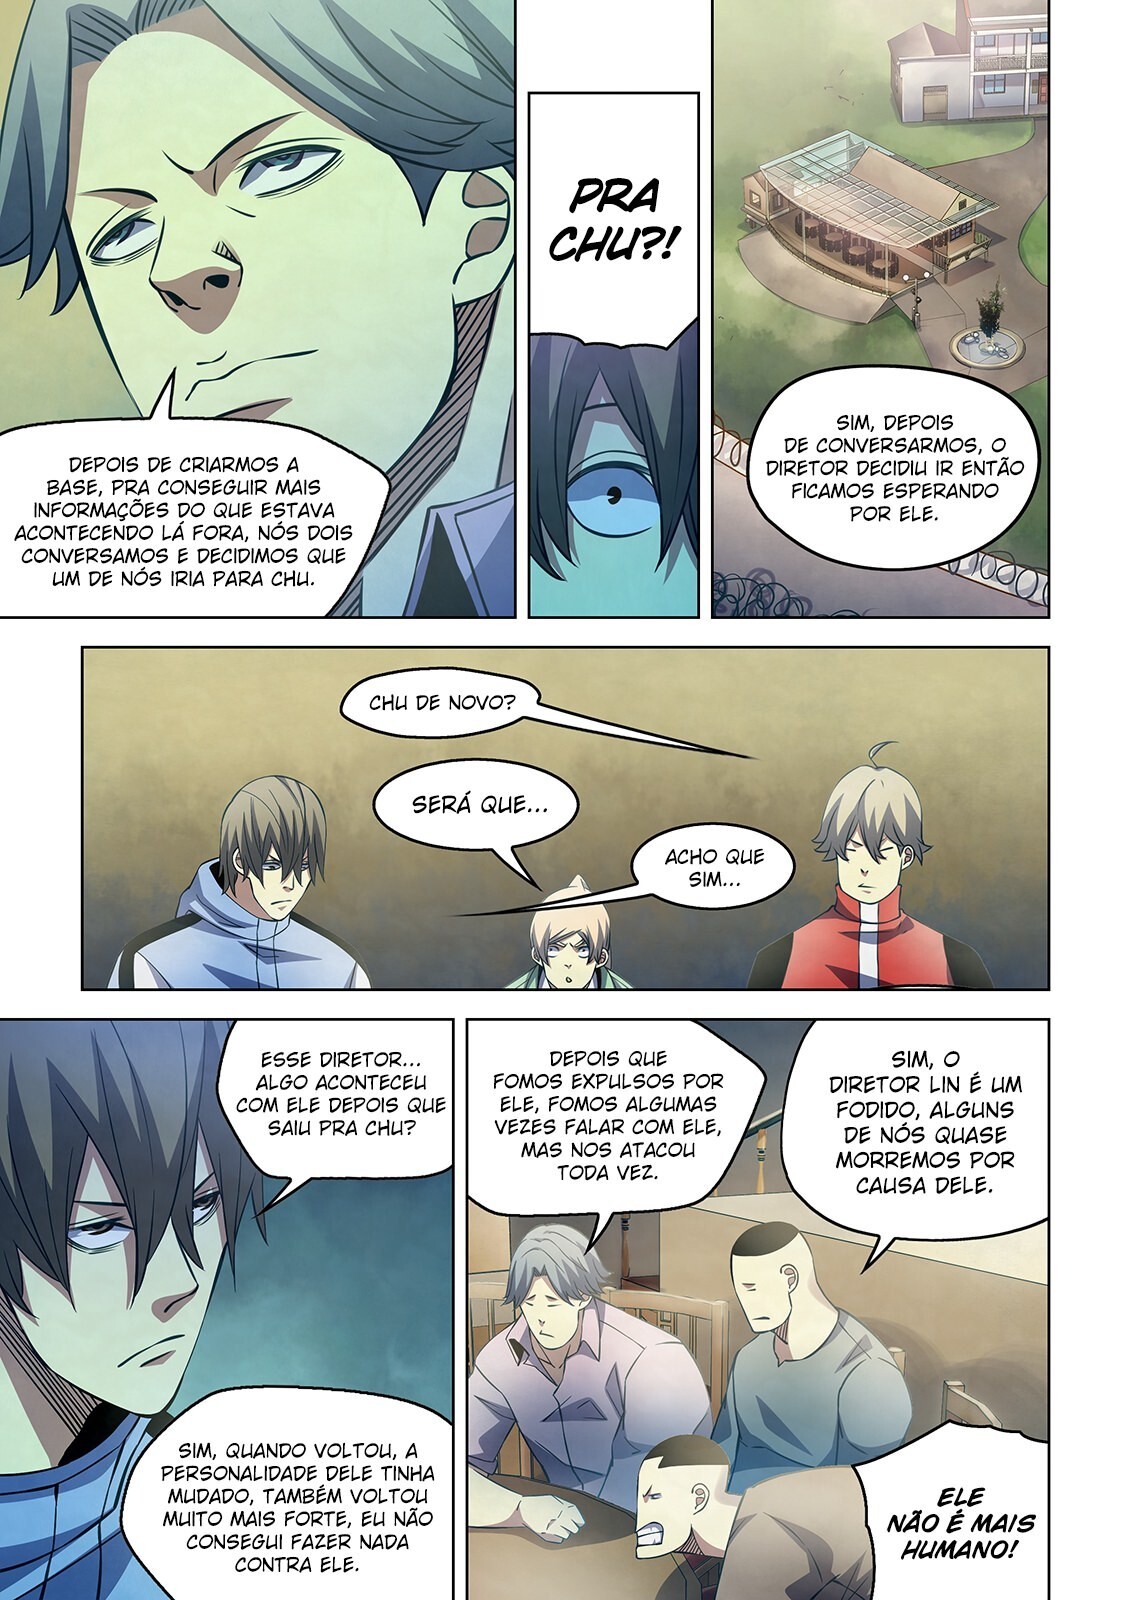 DEPOIS DE CRIARMOS A
BASE, PRA CONSEGUIR MAIS
INFORMAÇÕES DO QUE ESTAVA
ACONTECENDO LÁ FORA, NÓS DOIS
CONVERSAMOS E DECIDIMOS QUE
UM DE NÓS IRIA PARA CHU.
PRA
CHU?!
SIM, DEPOIS
DE CONVERSARMOS, O
DIRETOR DECIDIU IR ENTÃO
FICAMOS ESPERANDO
POR ELE.
CHU DE NOVO?
SERÁ QUE...
ACHO QUE
SIM...
ESSE DIRETOR...
ALGO ACONTECEU
COM ELE DEPOIS QUE
SAIU PRA CHU?
SIM, QUANDO VOLTOU, A
PERSONALIDADE DELE TINHA
MUDADO, TAMBÉM VOLTOU
MUITO MAIS FORTE, EU NÃO
CONSEGUI FAZER NADA
CONTRA ELE.
DEPOIS QUE
FOMOS EXPULSOS POR
ELE, FOMOS ALGUMAS
VEZES FALAR COM ELE,
MAS NOS ATACOU
TODA VEZ.
SIM, O
DIRETOR LIN É UM
FODIDO, ALGUNS
DE NÓS QUASE
MORREMOS POR
CAUSA DELE.
ELE
NÃO É MAIS
HUMANO!